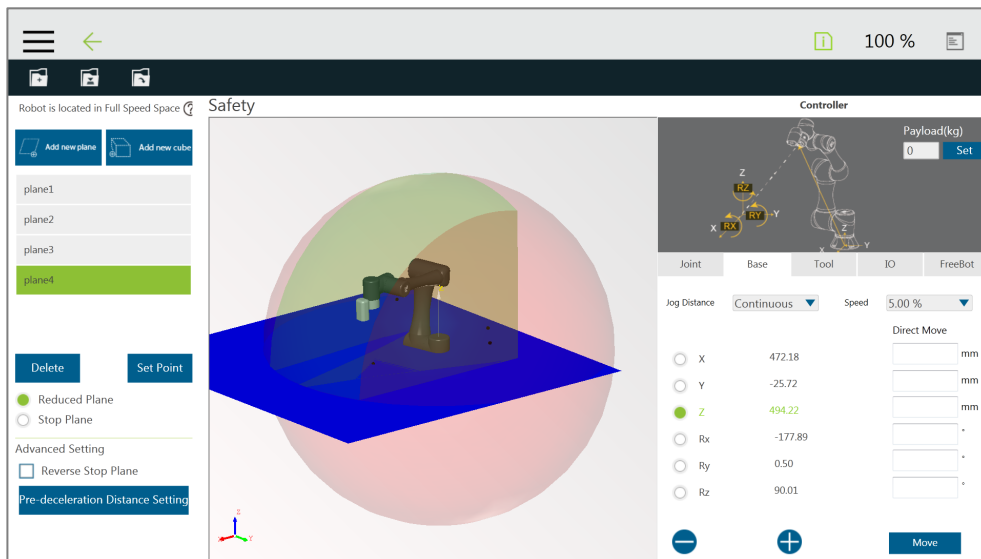 100 %
Robot is located in Full Speed Space
Safety
Controller
Add new plane
Add new cube
Payload(kg)
0
Set
plane1
plane2
plane3
plane4
Z
RZ
RY
Y
X
RX
Z
X
Y
Joint
Base
Tool
IO
FreeBot
Jog Distance
Continuous
Speed
5.00 %
Direct Move
X
472.18
mm
Y
-25.72
mm
Z
494.22
mm
Rx
-177.89
°
Ry
0.50
°
Rz
90.01
°
Move
Delete
Set Point
Reduced Plane
Stop Plane
Advanced Setting
Reverse Stop Plane
Pre-deceleration Distance Setting
Z
X
Y